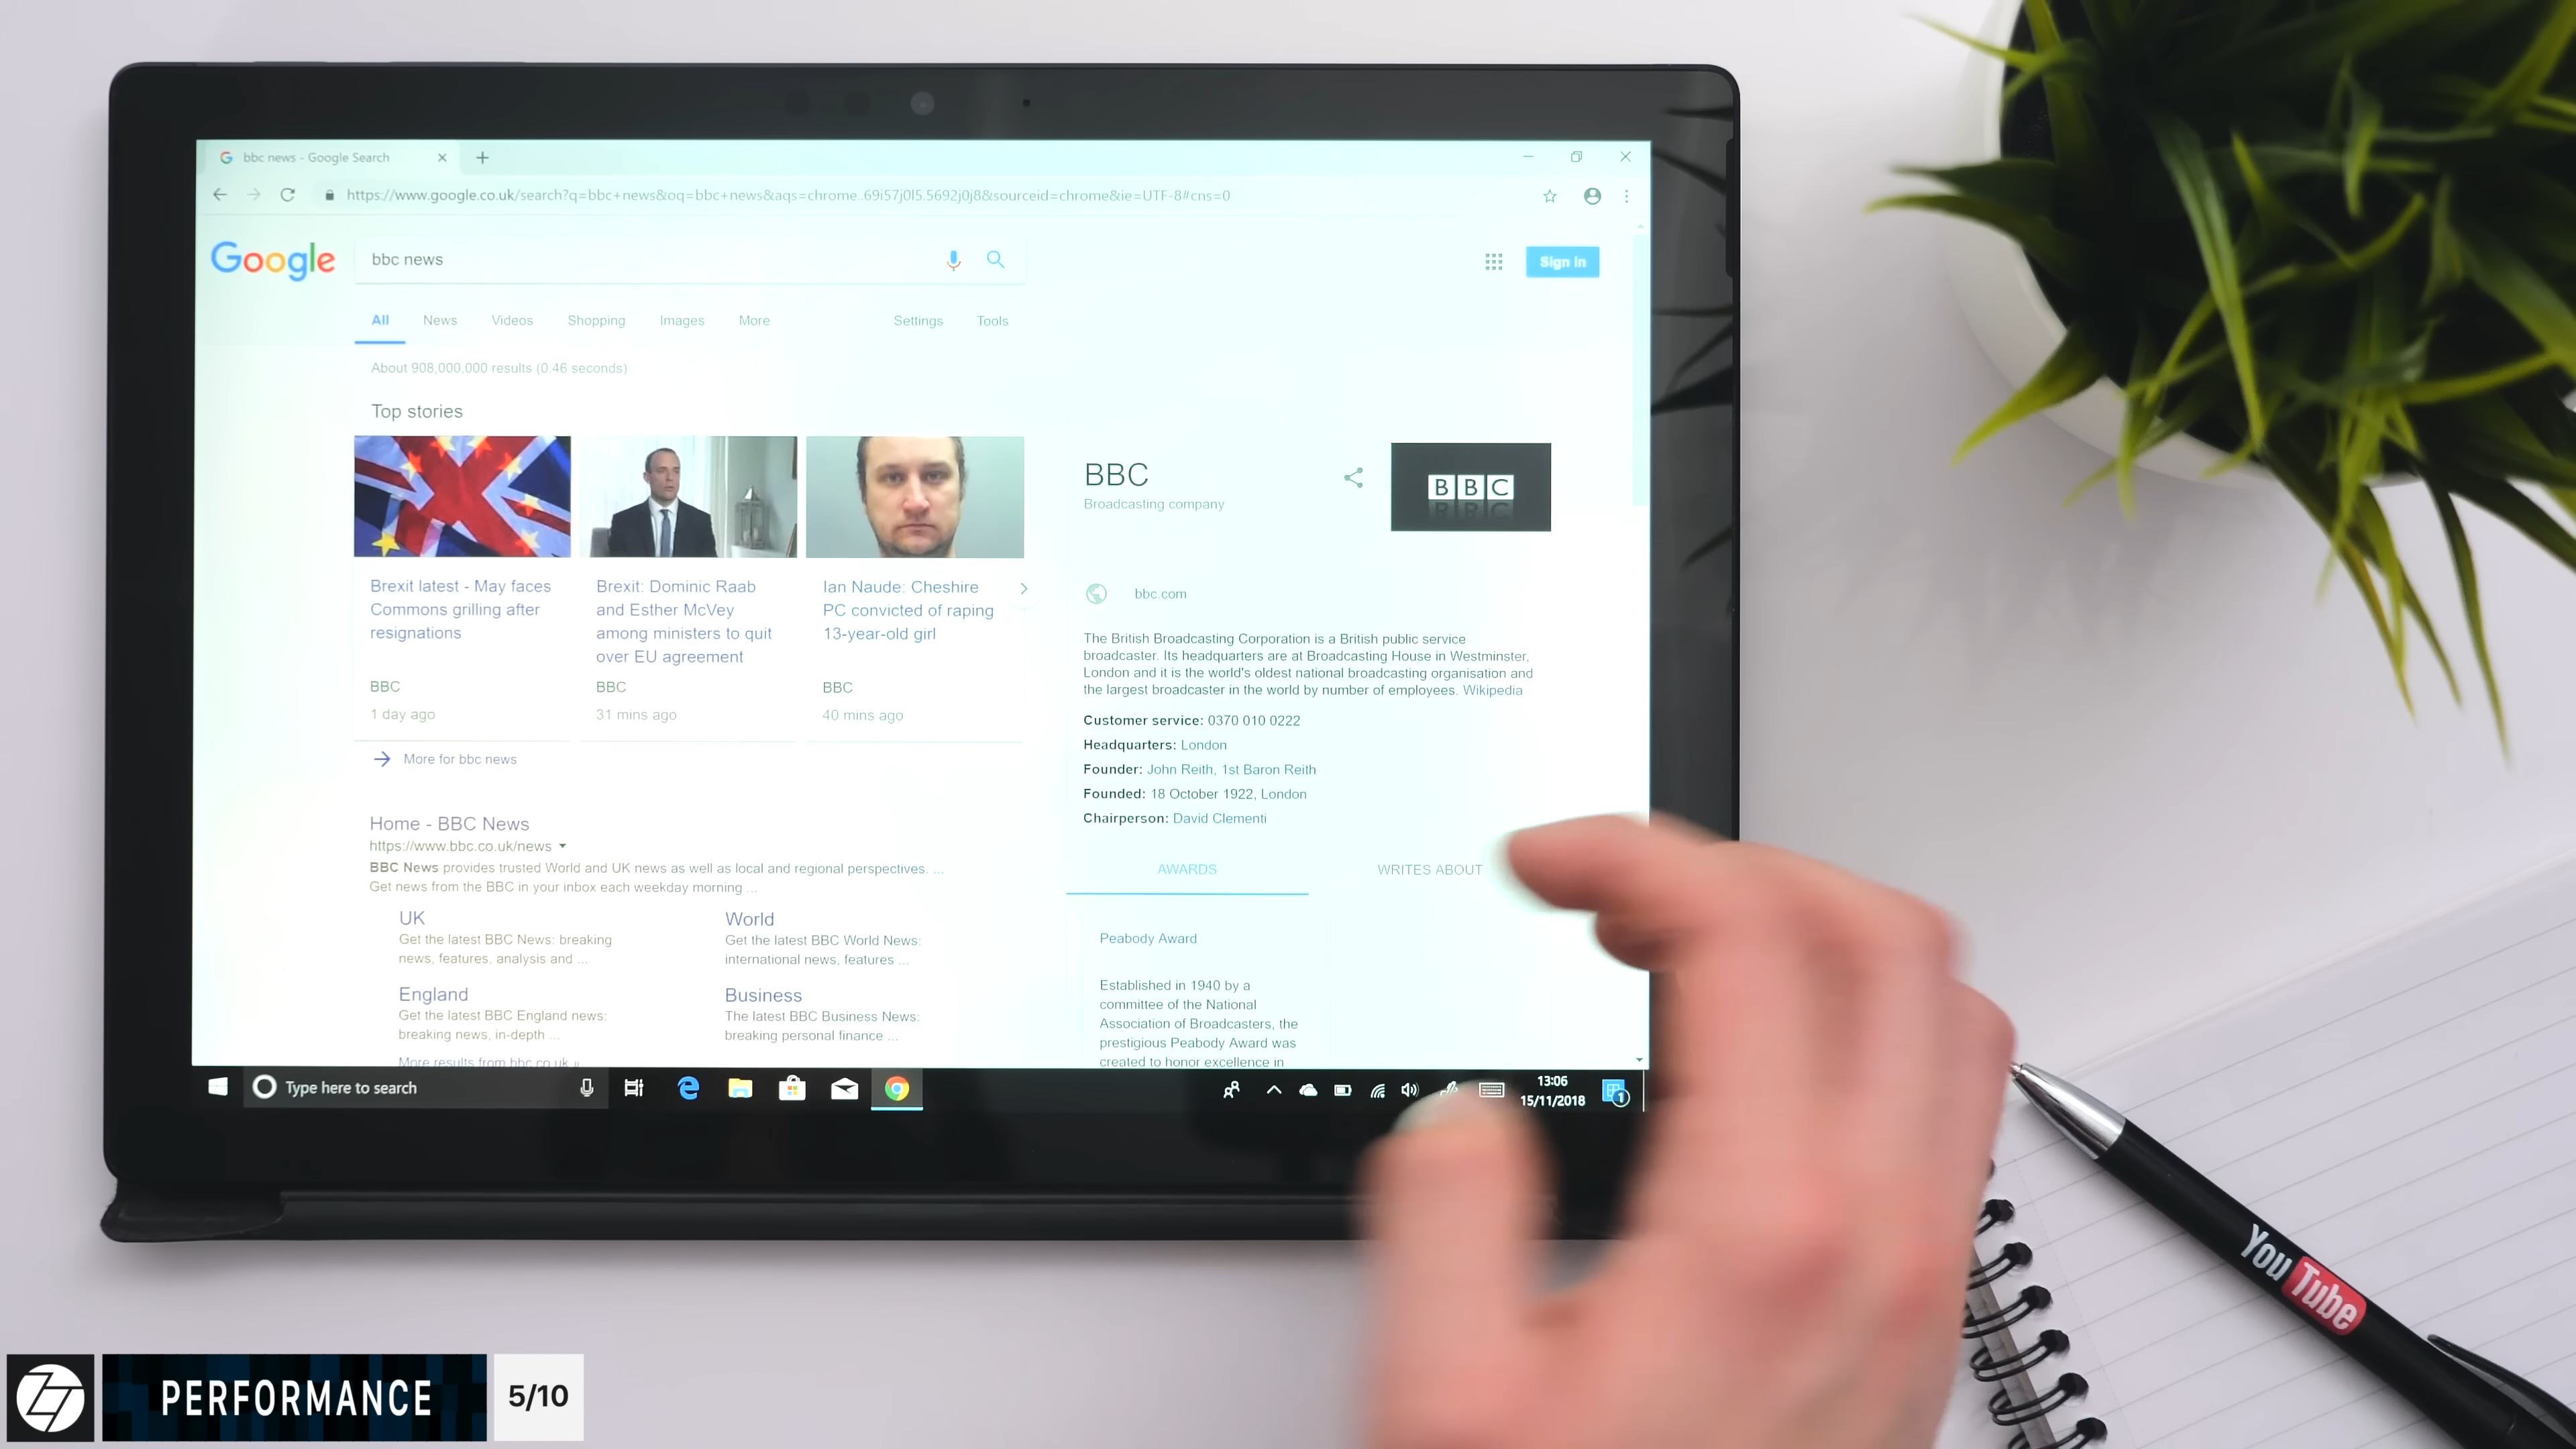 bbc news - Google Search
https://www.google.co.uk/search?q=bbc+news&oq=bbc+news&aqs=chrome..69i57j0l5.5692j0j8&sourceid=chrome&ie=UTF-8#cns=0
Google
bbc news
Sign in
All News Videos Shopping Images More Settings Tools
About 908,000,000 results (0.46 seconds)
Top stories
Brexit latest - May faces
Commons grilling after
resignations
BBC
1 day ago
Brexit: Dominic Raab
and Esther McVey
among ministers to quit
over EU agreement
BBC
31 mins ago
Ian Naude: Cheshire
PC convicted of raping
13-year-old girl
BBC
40 mins ago
More for bbc news
Home - BBC News
https://www.bbc.co.uk/news
BBC News provides trusted World and UK news as well as local and regional perspectives. ...
Get news from the BBC in your inbox each weekday morning ...
UK
Get the latest BBC News: breaking
news, features, analysis and ...
World
Get the latest BBC World News:
international news, features ...
England
Get the latest BBC England news:
breaking news, in-depth ...
Business
The latest BBC Business News:
breaking personal finance ...
More results from bbc.co.uk »
BBC
Broadcasting company
BBC
bbc.com
The British Broadcasting Corporation is a British public service
broadcaster. Its headquarters are at Broadcasting House in Westminster,
London and it is the world's oldest national broadcasting organisation and
the largest broadcaster in the world by number of employees. Wikipedia
Customer service: 0370 010 0222
Headquarters: London
Founder: John Reith, 1st Baron Reith
Founded: 18 October 1922, London
Chairperson: David Clementi
AWARDS WRITES ABOUT
Peabody Award
Established in 1940 by a
committee of the National
Association of Broadcasters, the
prestigious Peabody Award was
created to honor excellence in
Type here to search
13:06
15/11/2018
1
YouTube
PERFORMANCE
5/10